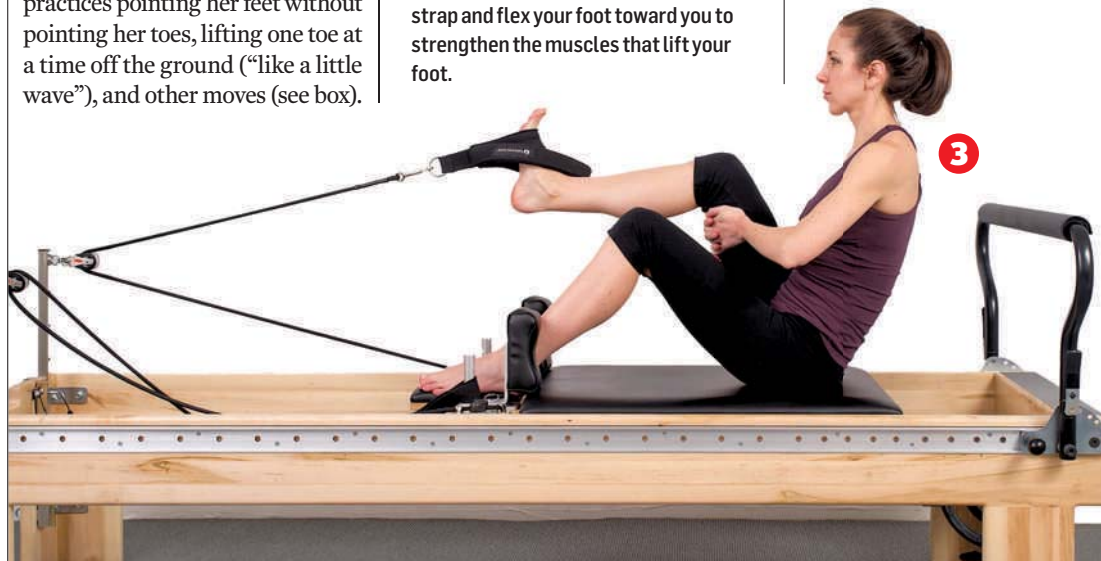 practices pointing her feet without
pointing her toes, lifting one toe at
a time off the ground (“like a little
wave”), and other moves (see box).
strap and flex your foot toward you to
strengthen the muscles that lift your
foot.
3